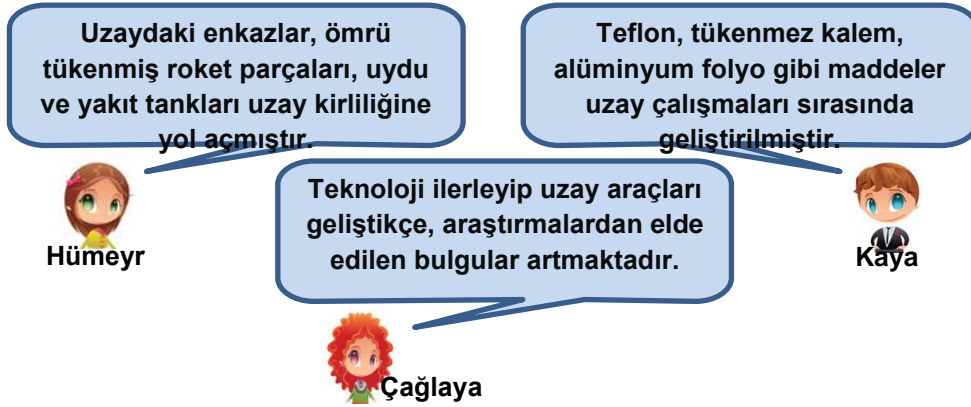 Uzaydaki enkazlar, ömrü
tükenmiş roket parçaları, uydu
ve yakıt tankları uzay kirliliğine
yol açmıştır.
Hümeyr
Teflon, tükenmez kalem,
alüminyum folyo gibi maddeler
uzay çalışmaları sırasında
geliştirilmiştir.
Kaya
Teknoloji ilerleyip uzay araçları
geliştikçe, araştırmalardan elde
edilen bulgular artmaktadır.
Çağlaya